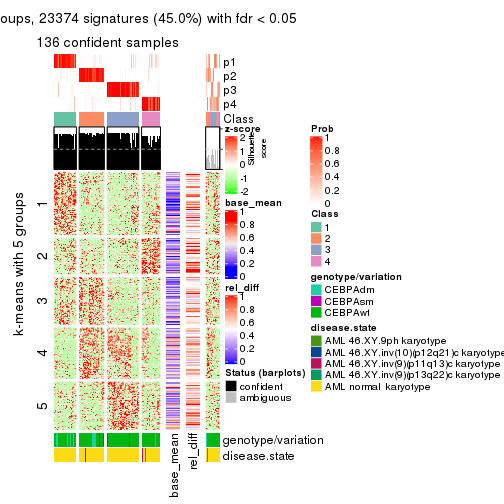 oups, 23374 signatures (45.0%) with fdr < 0.05
136 confident samples
p1
p2
p3
p4
Class
z-score
2
1
0
-1
-2
Silhouette
score
base_mean
1
0.8
0.6
0.4
0.2
0
rel_diff
1
0.8
0.6
0.4
0.2
0
Status (barplots)
confident
ambiguous
Prob
1
0.8
0.6
0.4
0.2
0
Class
1
2
3
4
genotype/variation
CEBPAdm
CEBPAsm
CEBPAwt
disease.state
AML 46.XY.9ph karyotype
AML 46.XY.inv(10)(p12q21)c karyotype
AML 46.XY.inv(9)(p11q13)c karyotype
AML 46.XY.inv(9)(p13q22)c karyotype
AML normal karyotype
k-means with 5 groups
1
2
3
4
5
genotype/variation
disease.state
base_mean
rel_diff